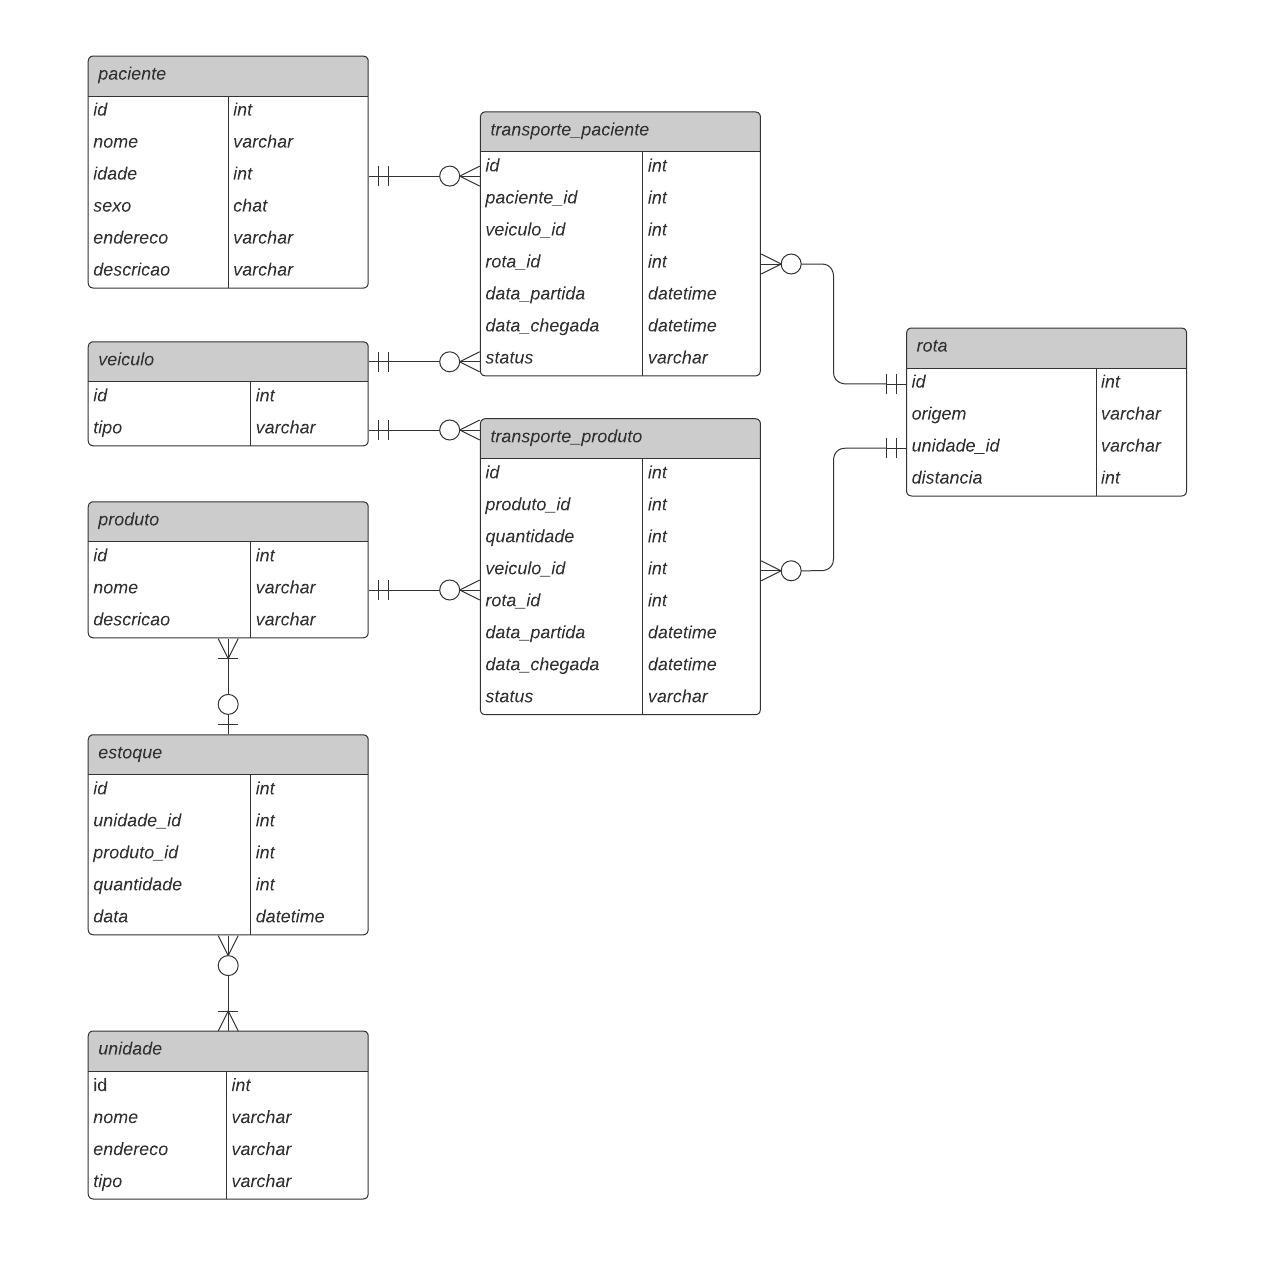 paciente
id int
nome varchar
idade int
sexo chat
endereco varchar
descricao varchar
transporte_paciente
id int
paciente_id int
veiculo_id int
rota_id int
data_partida datetime
data_chegada datetime
status varchar
veiculo
id int
tipo varchar
rota
id int
origem varchar
unidade_id varchar
distancia int
transporte_produto
id int
produto_id int
quantidade int
veiculo_id int
rota_id int
data_partida datetime
data_chegada datetime
status varchar
produto
id int
nome varchar
descricao varchar
estoque
id int
unidade_id int
produto_id int
quantidade int
data datetime
unidade
id int
nome varchar
endereco varchar
tipo varchar